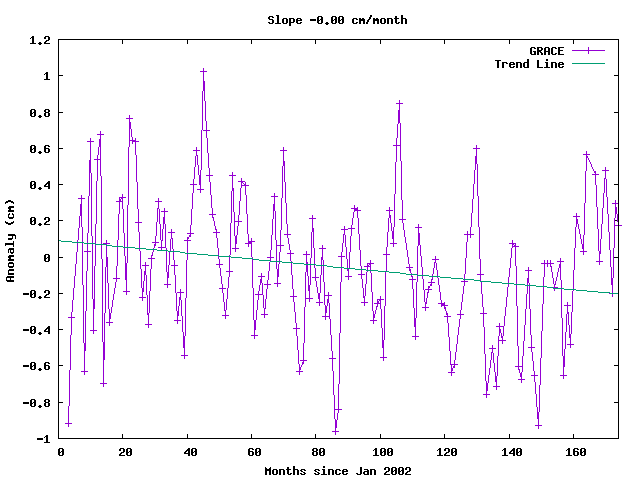 Slope -0.00 cm/month
GRACE
Trend Line
1.2
1
0.8
0.6
0.4
0.2
0
-0.2
-0.4
-0.6
-0.8
-1
Anomaly (cm)
0 20 40 60 80 100 120 140 160
Months since Jan 2002